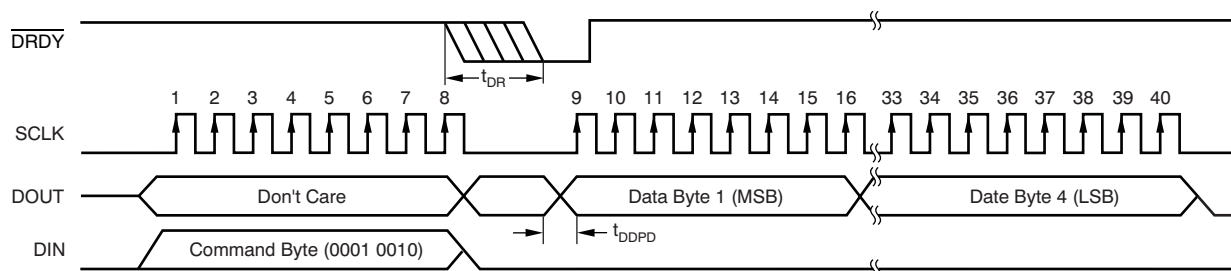 DRDY
tDR
1 2 3 4 5 6 7 8 9 10 11 12 13 14 15 16 33 34 35 36 37 38 39 40
SCLK
DOUT Don't Care Data Byte 1 (MSB) Date Byte 4 (LSB)
tDDPD
DIN Command Byte (0001 0010)